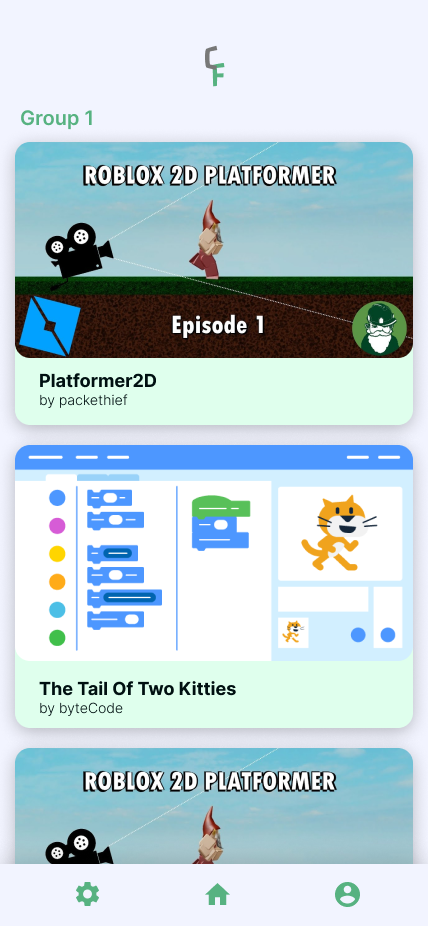 CF
Group 1
ROBLOX 2D PLATFORMER
Episode 1
Platformer2D
by packethief
The Tail Of Two Kitties
by byteCode
ROBLOX 2D PLATFORMER